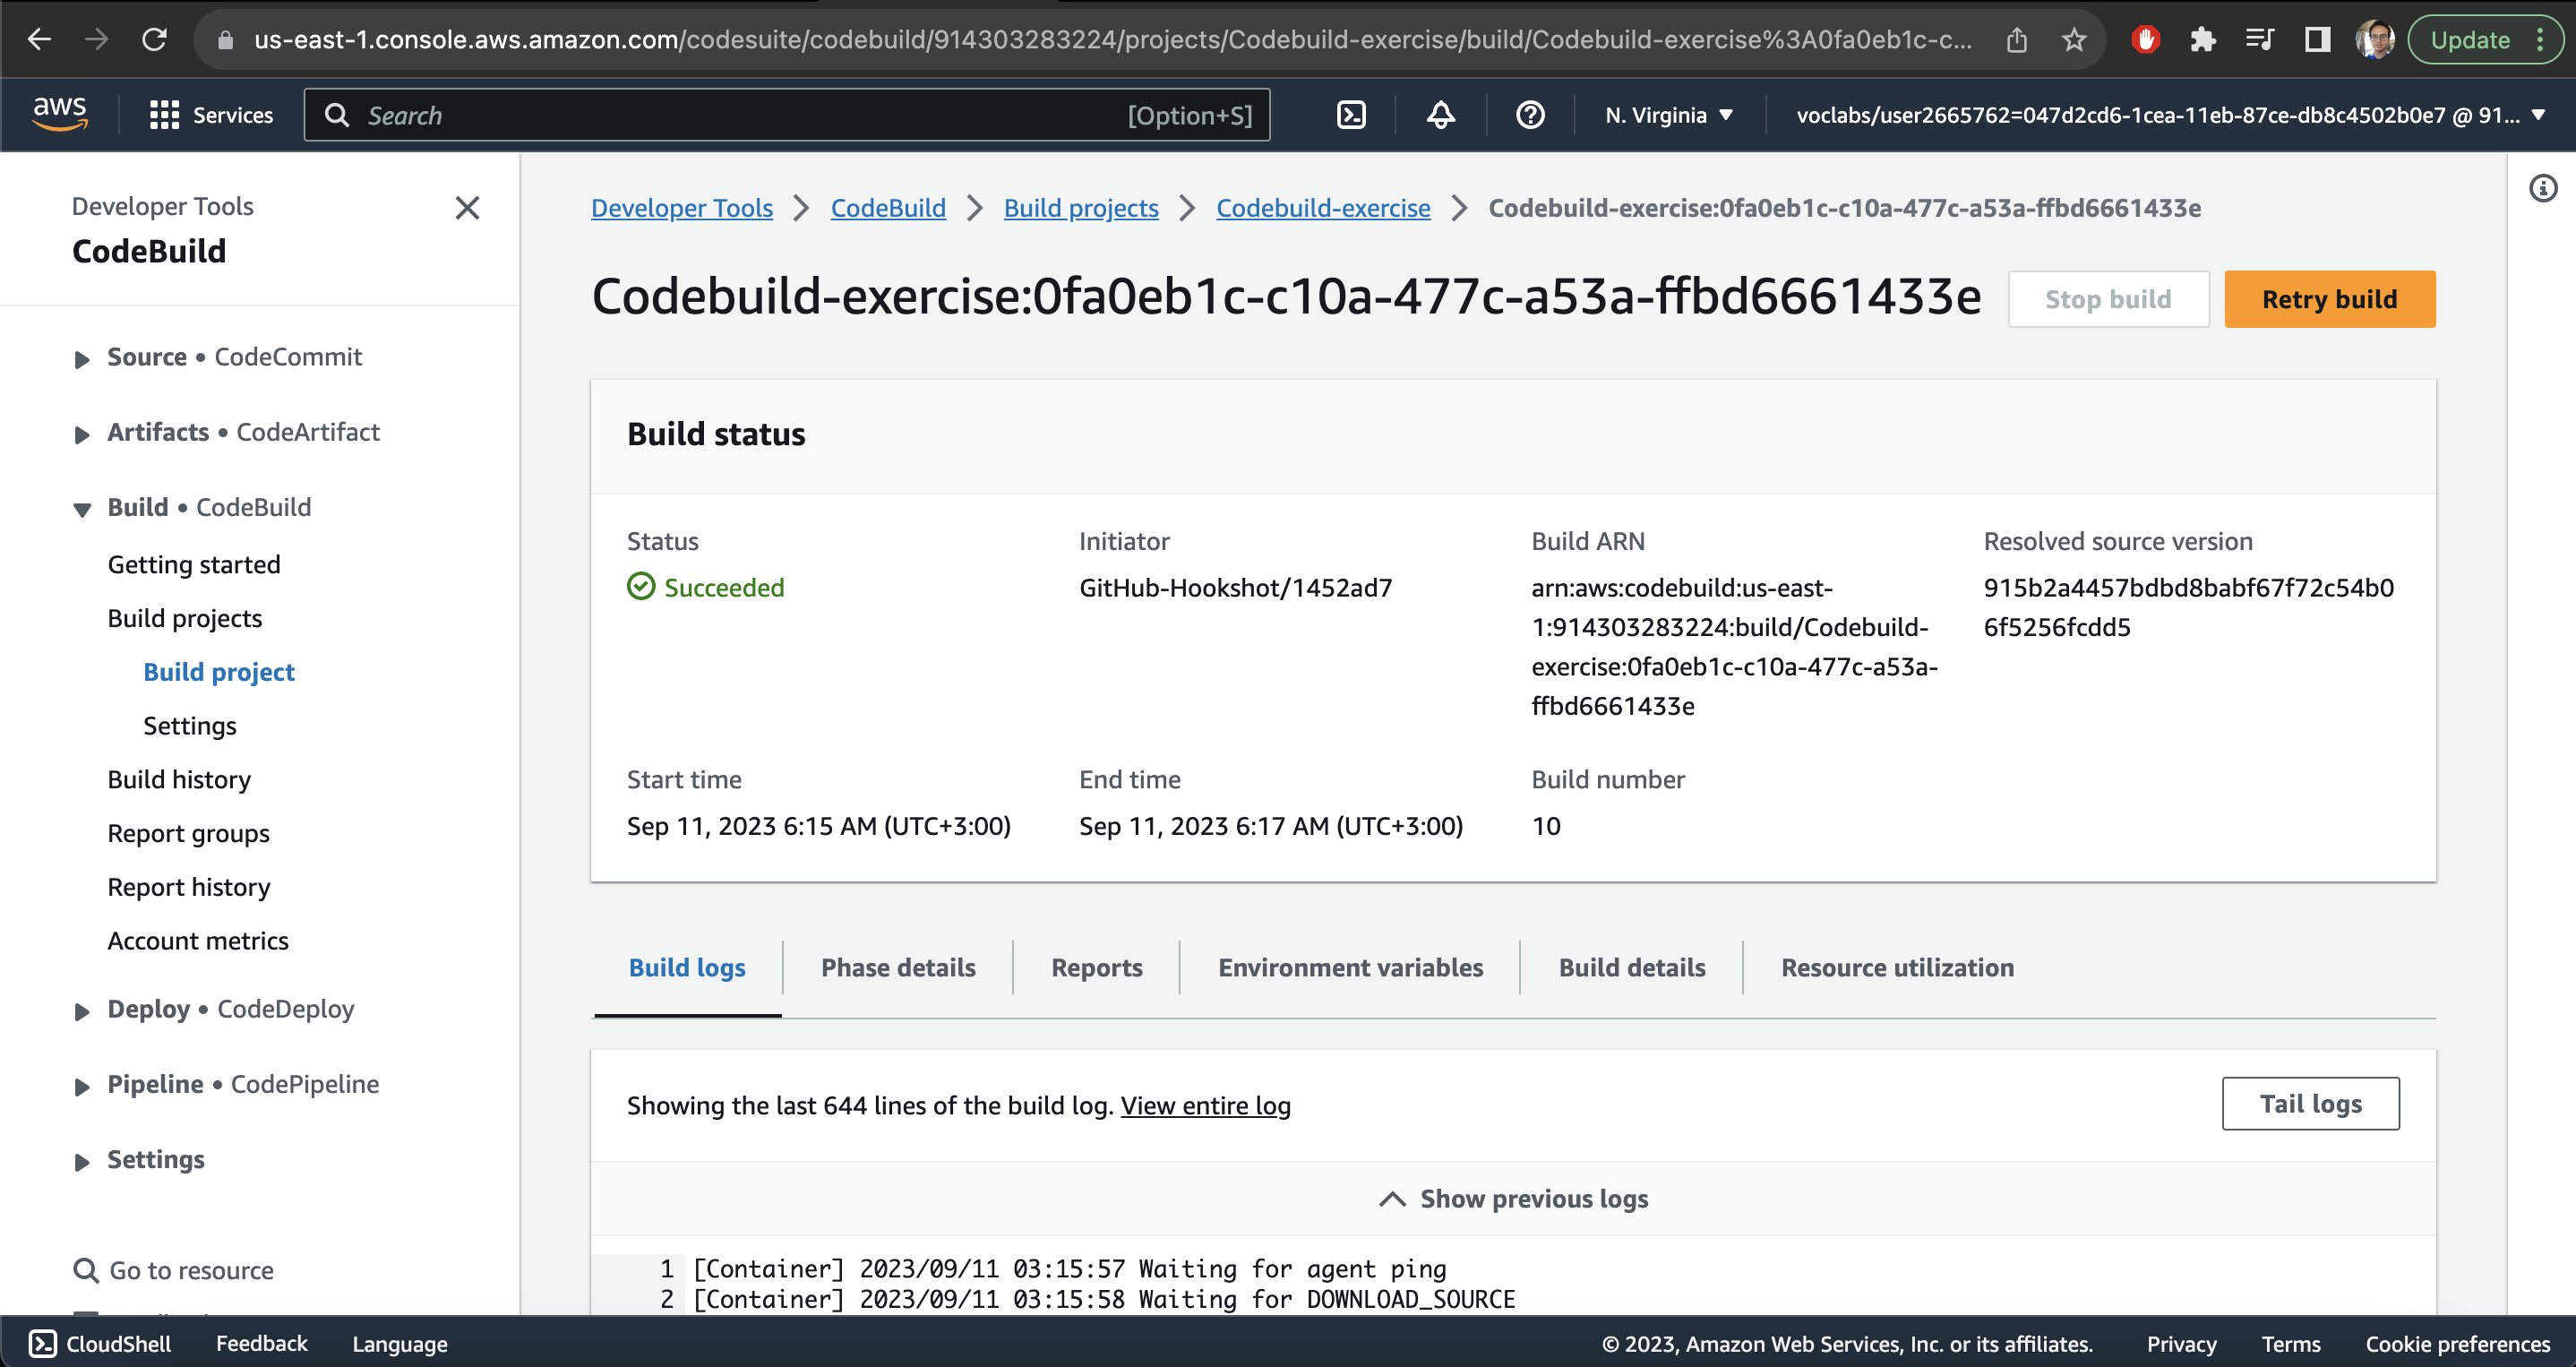 us-east-1.console.aws.amazon.com/codesuite/codebuild/914303283224/projects/Codebuild-exercise/build/Codebuild-exercise%3A0fa0eb1c-c...
Update
aws
Services
Search
[Option+S]
N. Virginia
voclabs/user2665762=047d2cd6-1cea-11eb-87ce-db8c4502b0e7 @ 91...
Developer Tools
CodeBuild
Source • CodeCommit
Artifacts • CodeArtifact
Build • CodeBuild
Getting started
Build projects
Build project
Settings
Build history
Report groups
Report history
Account metrics
Deploy • CodeDeploy
Pipeline • CodePipeline
Settings
Go to resource
Developer Tools
CodeBuild
Build projects
Codebuild-exercise
Codebuild-exercise:0fa0eb1c-c10a-477c-a53a-ffbd6661433e
Codebuild-exercise:0fa0eb1c-c10a-477c-a53a-ffbd6661433e
Stop build
Retry build
Build status
Status
Succeeded
Initiator
GitHub-Hookshot/1452ad7
Build ARN
arn:aws:codebuild:us-east-
1:914303283224:build/Codebuild-
exercise:0fa0eb1c-c10a-477c-a53a-
ffbd6661433e
Resolved source version
915b2a4457bdbd8babf67f72c54b0
6f5256fcdd5
Start time
Sep 11, 2023 6:15 AM (UTC+3:00)
End time
Sep 11, 2023 6:17 AM (UTC+3:00)
Build number
10
Build logs
Phase details
Reports
Environment variables
Build details
Resource utilization
Showing the last 644 lines of the build log. View entire log
Tail logs
Show previous logs
1 [Container] 2023/09/11 03:15:57 Waiting for agent ping
2 [Container] 2023/09/11 03:15:58 Waiting for DOWNLOAD_SOURCE
CloudShell
Feedback
Language
© 2023, Amazon Web Services, Inc. or its affiliates.
Privacy
Terms
Cookie preferences